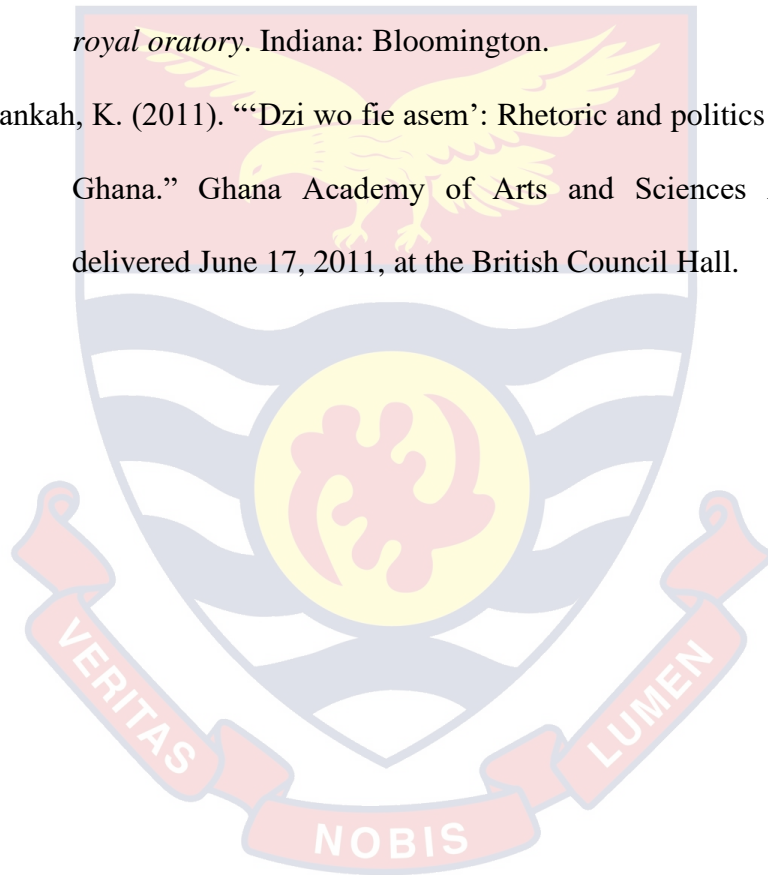 royal oratory. Indiana: Bloomington.
ankah, K. (2011). “‘Dzi wo fie asem’: Rhetoric and politics
Ghana.” Ghana Academy of Arts and Sciences
delivered June 17, 2011, at the British Council Hall.
VERITAS
NOBIS
LUMEN